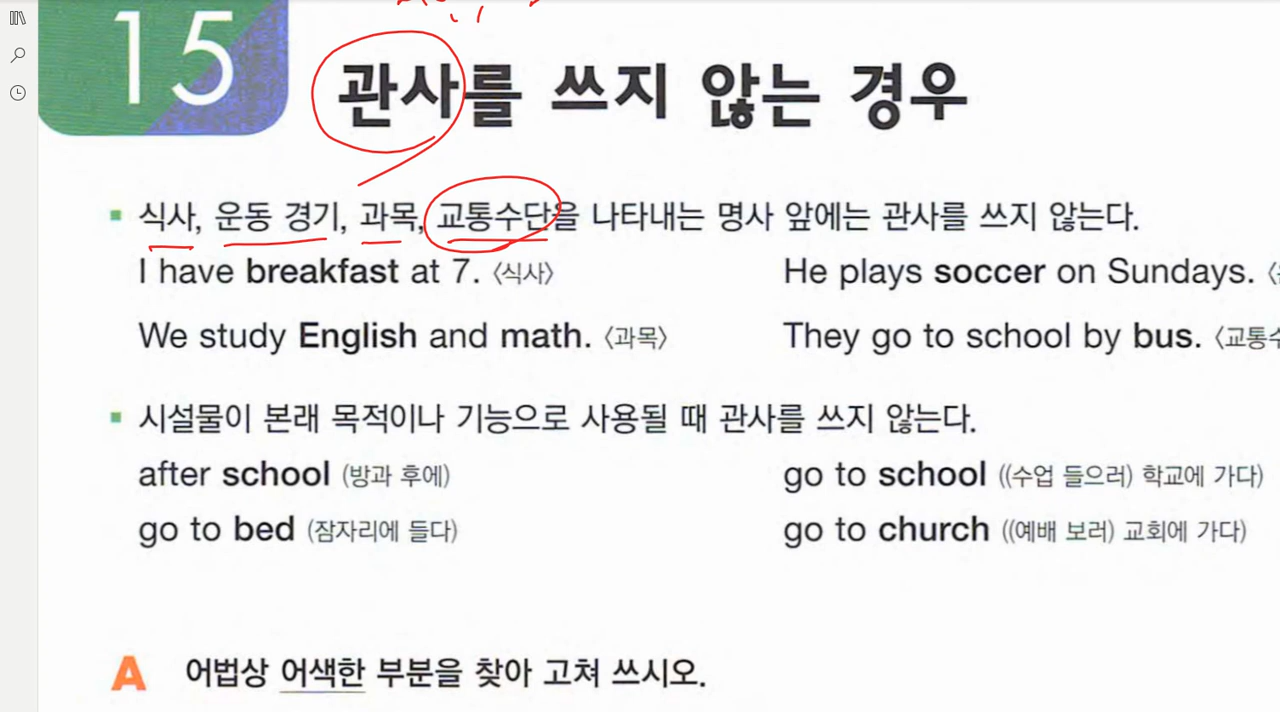 15
관사를 쓰지 않는 경우
식사, 운동 경기, 과목, 교통수단을 나타내는 명사 앞에는 관사를 쓰지 않는다.
I have breakfast at 7. 〈식사〉
He plays soccer on Sundays.
We study English and math. 〈과목〉
They go to school by bus. 〈교통수
시설물이 본래 목적이나 기능으로 사용될 때 관사를 쓰지 않는다.
after school (방과 후에)
go to school ((수업 들으러) 학교에 가다)
go to bed (잠자리에 들다)
go to church ((예배 보러) 교회에 가다)
A 어법상 어색한 부분을 찾아 고쳐 쓰시오.